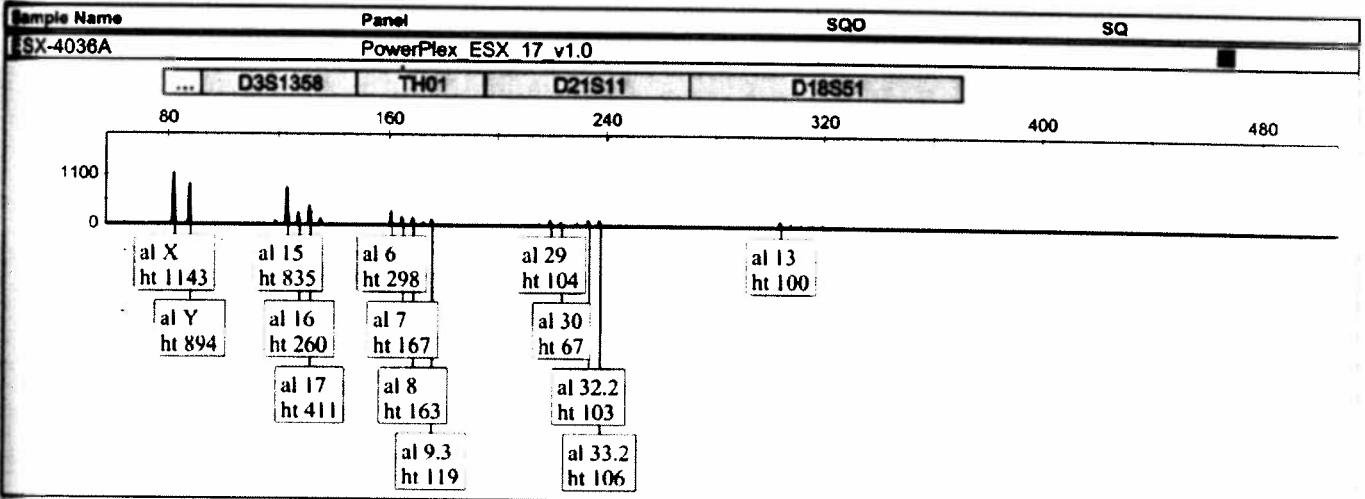 Sample Name Panel SQO SQ
ESX-4036A PowerPlex_ESX_17_v1.0
... D3S1358 TH01 D21S11 D18S51
80 160 240 320 400 480
1100
0
al X
ht 1143
al Y
ht 894
al 15
ht 835
al 16
ht 260
al 17
ht 411
al 6
ht 298
al 7
ht 167
al 8
ht 163
al 9.3
ht 119
al 29
ht 104
al 30
ht 67
al 32.2
ht 103
al 33.2
ht 106
al 13
ht 100